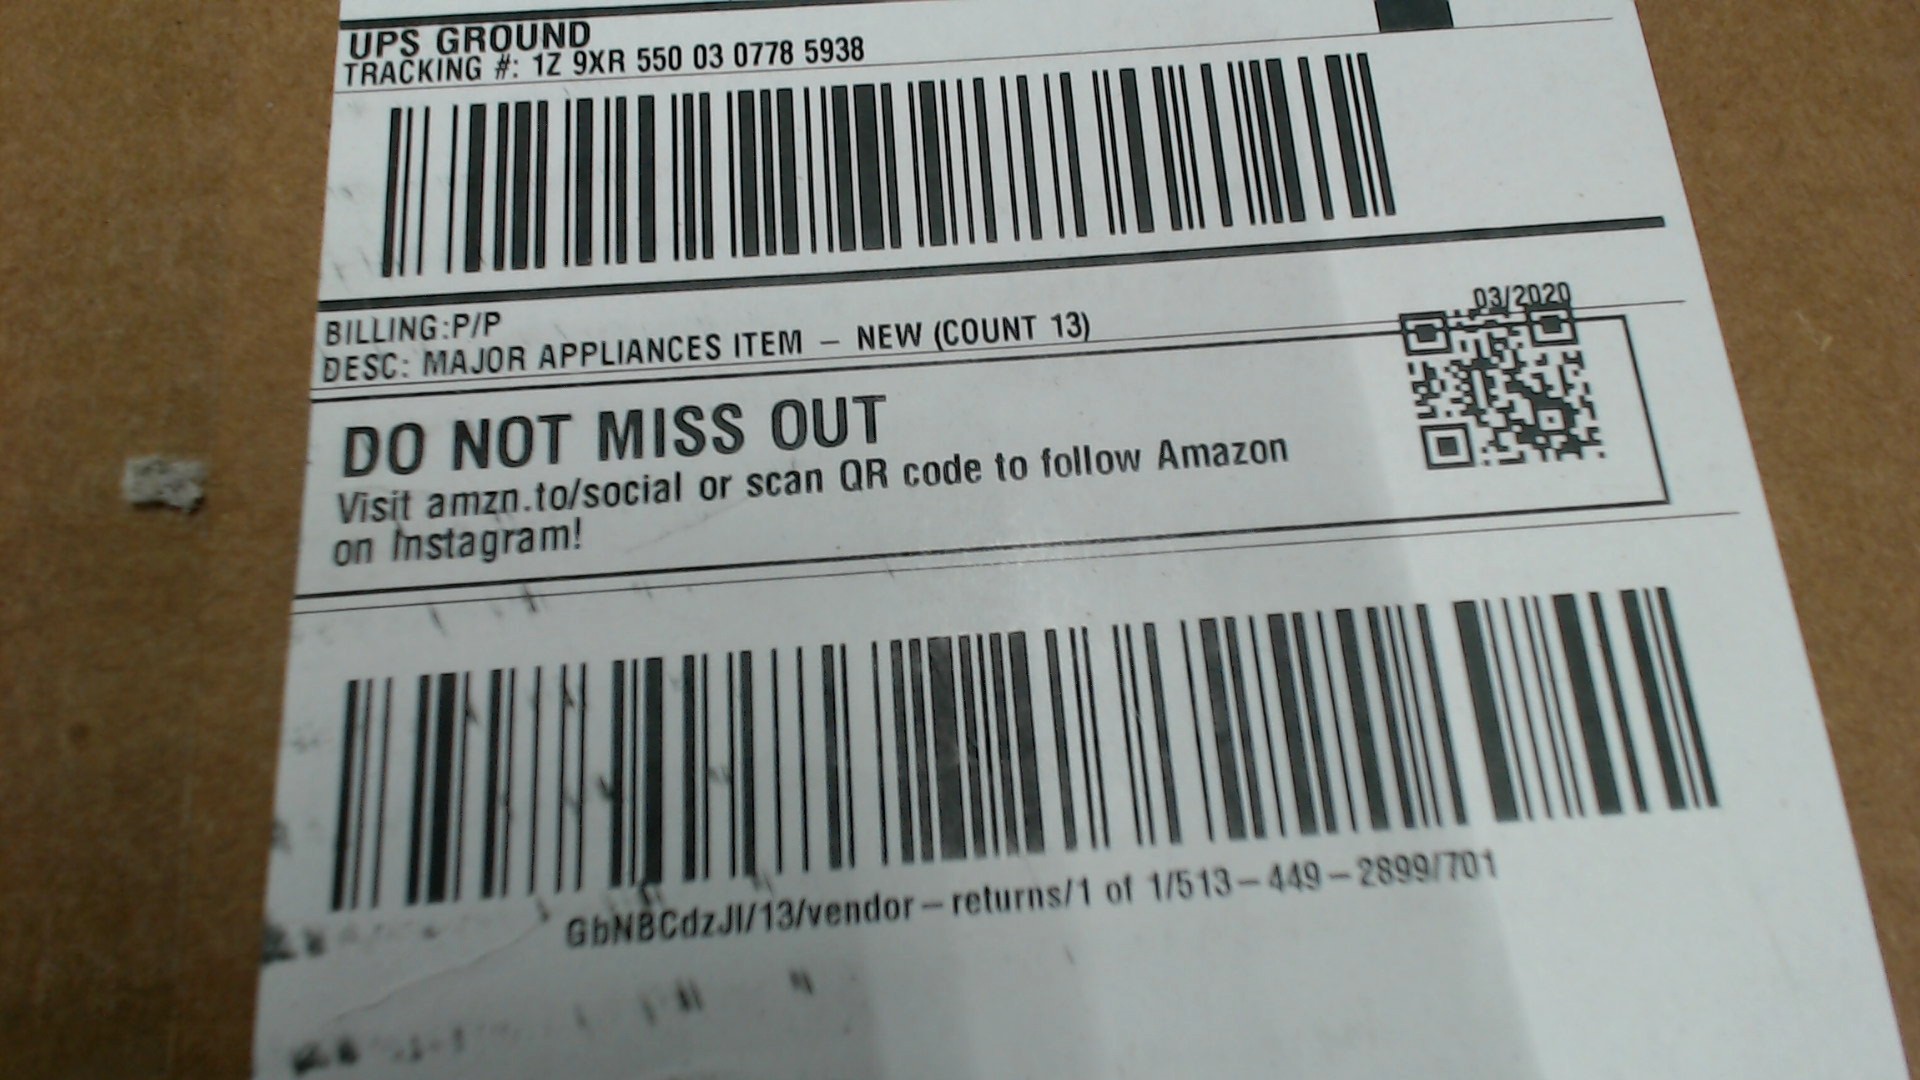 UPS GROUND
TRACKING #: 1Z 9XR 550 03 0778 5938
03/2020
BILLING:P/P
DESC: MAJOR APPLIANCES ITEM - NEW (COUNT 13)
DO NOT MISS OUT
Visit amzn.to/social or scan QR code to follow Amazon
on Instagram!
GbNBCdzJI/13/vendor-returns/1 of 1/513-449-2899/701